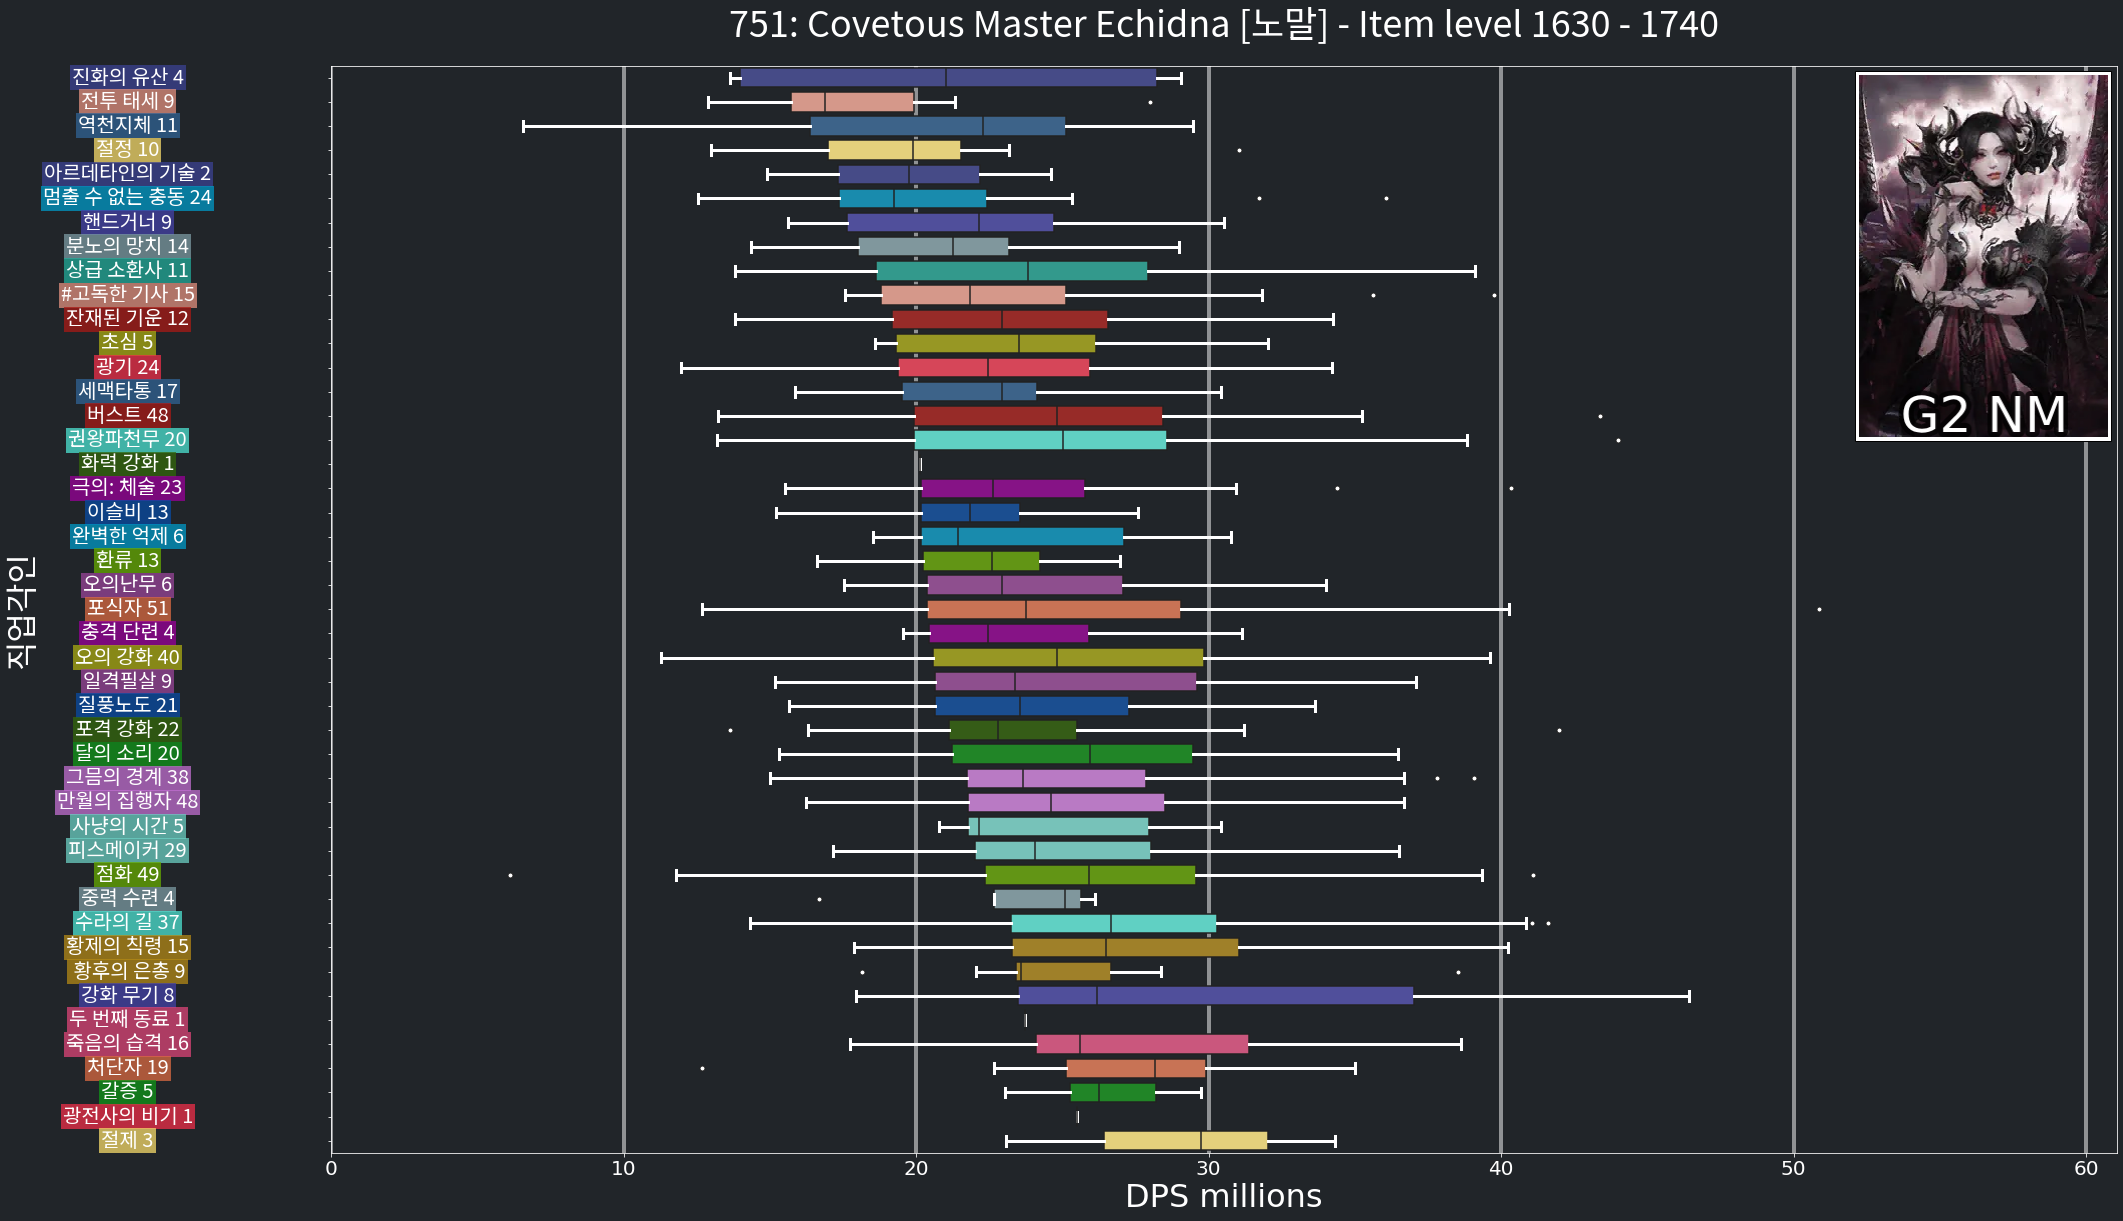 751: Covetous Master Echidna [노말] - Item level 1630 - 1740
진화의 유산 4
전투 태세 9
역천지체 11
절정 10
아르데타인의 기술 2
멈출 수 없는 충동 24
핸드거너 9
분노의 망치 14
상급 소환사 11
#고독한 기사 15
잔재된 기운 12
초심 5
광기 24
세맥타통 17
버스트 48
권왕파천무 20
화력 강화 1
극의: 체술 23
이슬비 13
완벽한 억제 6
환류 13
오의난무 6
포식자 51
충격 단련 4
오의 강화 40
일격필살 9
질풍노도 21
포격 강화 22
달의 소리 20
그믐의 경계 38
만월의 집행자 48
사냥의 시간 5
피스메이커 29
점화 49
중력 수련 4
수라의 길 37
황제의 칙령 15
황후의 은총 9
강화 무기 8
두 번째 동료 1
죽음의 습격 16
처단자 19
갈증 5
광전사의 비기 1
절제 3
직업각인
G2 NM
0 10 20 30 40 50 60
DPS millions